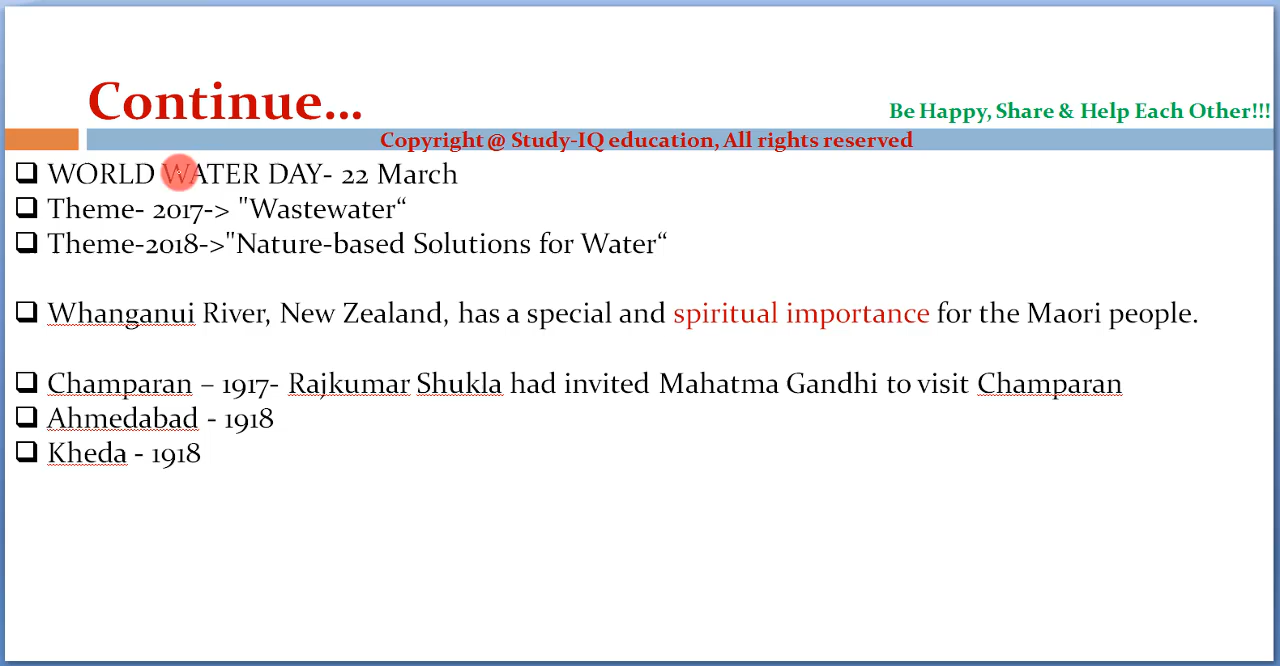 Continue...
Be Happy, Share & Help Each Other!!!
Copyright @ Study-IQ education, All rights reserved
❑ WORLD WATER DAY- 22 March
❑ Theme- 2017-> "Wastewater“
❑ Theme-2018->"Nature-based Solutions for Water“
❑ Whanganui River, New Zealand, has a special and spiritual importance for the Maori people.
❑ Champaran – 1917- Rajkumar Shukla had invited Mahatma Gandhi to visit Champaran
❑ Ahmedabad - 1918
❑ Kheda - 1918